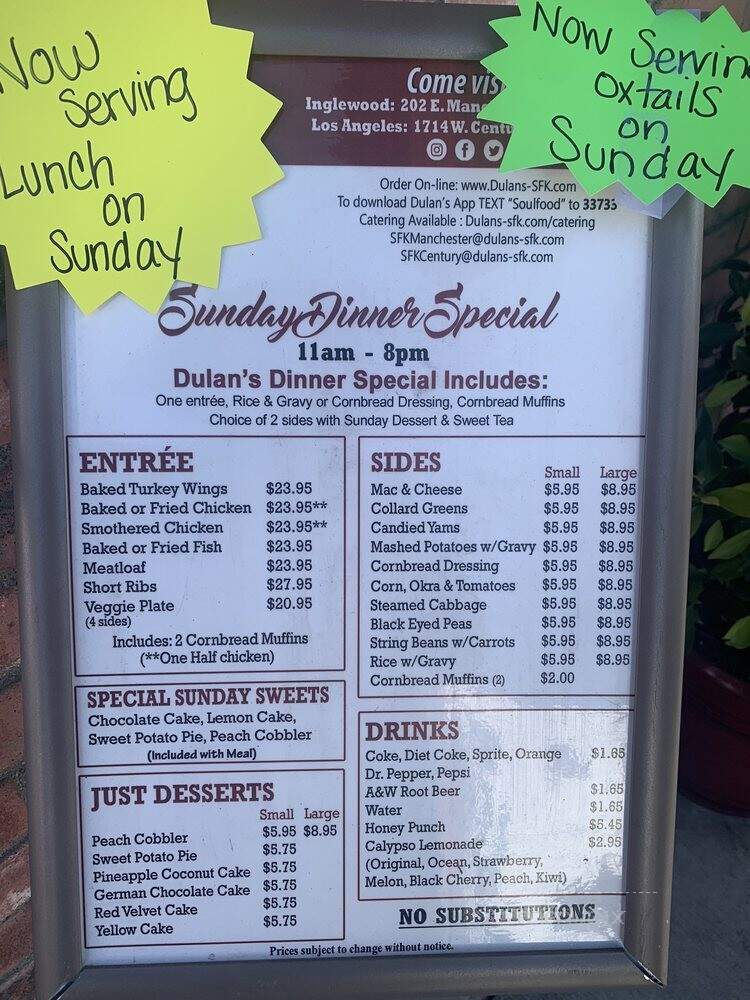 Now
Serving
Lunch
on
Sunday
Now Serving
oxtails
on
Sunday
Come
Inglewood: 202 E.
Los Angeles: 1714 W.
Order On-line: www.Dulans-SFK.com
To download Dulan's App TEXT "Soulfood" to 33733
Catering Available : Dulans-sfk.com/catering
SFKManchester@dulans-sfk.com
SFKCentury@dulans-sfk.com
Sunday Dinner Special
11am - 8pm
Dulan's Dinner Special Includes:
One entrée, Rice & Gravy or Cornbread Dressing, Cornbread Muffins
Choice of 2 sides with Sunday Dessert & Sweet Tea
ENTRÉE
Baked Turkey Wings $23.95
Baked or Fried Chicken $23.95**
Smothered Chicken $23.95**
Baked or Fried Fish $23.95
Meatloaf $23.95
Short Ribs $27.95
Veggie Plate $20.95
(4 sides)
Includes: 2 Cornbread Muffins
(**One Half chicken)
SPECIAL SUNDAY SWEETS
Chocolate Cake, Lemon Cake,
Sweet Potato Pie, Peach Cobbler
(Included with Meal)
JUST DESSERTS
Small Large
Peach Cobbler $5.95 $8.95
Sweet Potato Pie $5.75
Pineapple Coconut Cake $5.75
German Chocolate Cake $5.75
Red Velvet Cake $5.75
Yellow Cake $5.75
SIDES
Small Large
Mac & Cheese $5.95 $8.95
Collard Greens $5.95 $8.95
Candied Yams $5.95 $8.95
Mashed Potatoes w/Gravy $5.95 $8.95
Cornbread Dressing $5.95 $8.95
Corn, Okra & Tomatoes $5.95 $8.95
Steamed Cabbage $5.95 $8.95
Black Eyed Peas $5.95 $8.95
String Beans w/Carrots $5.95 $8.95
Rice w/Gravy $5.95 $8.95
Cornbread Muffins (2) $2.00
DRINKS
Coke, Diet Coke, Sprite, Orange $1.65
Dr. Pepper, Pepsi
A&W Root Beer $1.65
Water $1.65
Honey Punch $5.45
Calypso Lemonade $2.95
(Original, Ocean, Strawberry,
Melon, Black Cherry, Peach, Kiwi)
NO SUBSTITUTIONS
Prices subject to change without notice.